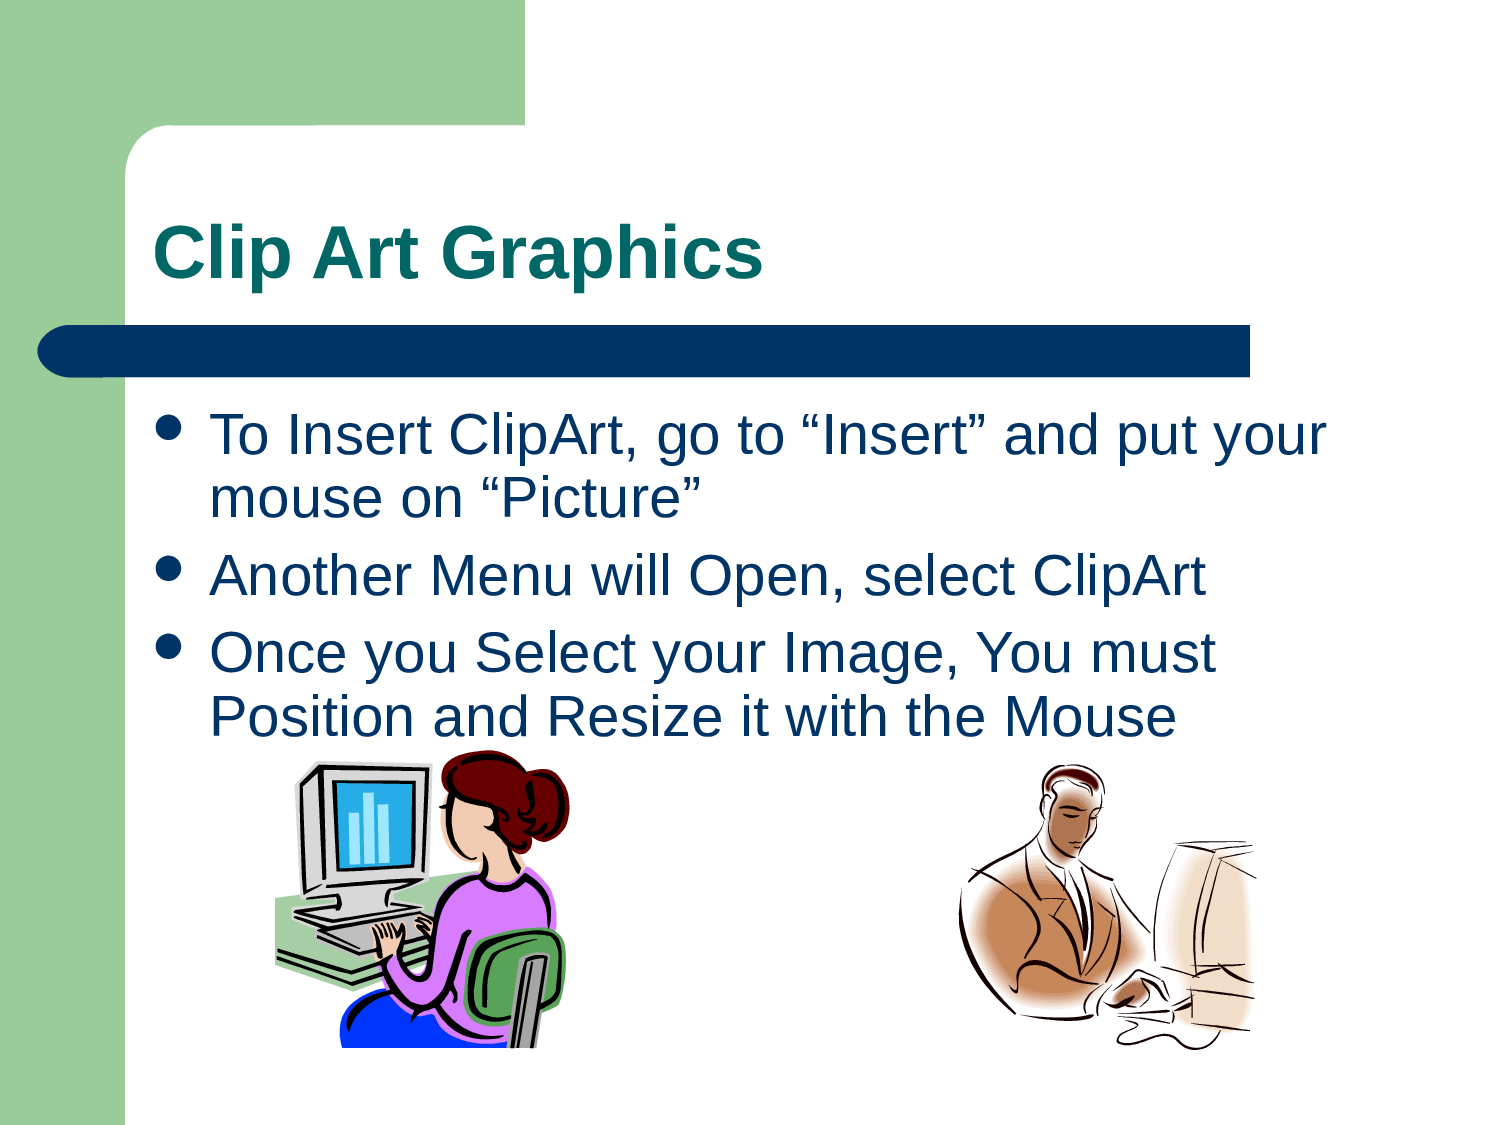 Clip Art Graphics
To Insert ClipArt, go to “Insert” and put your
mouse on “Picture”
Another Menu will Open, select ClipArt
Once you Select your Image, You must
Position and Resize it with the Mouse